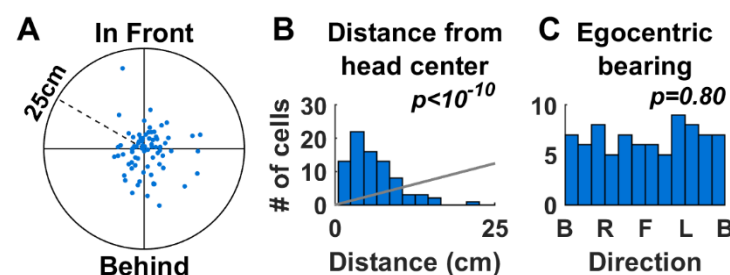 A
In Front
25cm
Behind
B
Distance from
head center
p<10^-10
# of cells
30
20
10
0
0
25
Distance (cm)
C
Egocentric
bearing
p=0.80
10
5
0
B R F L B
Direction